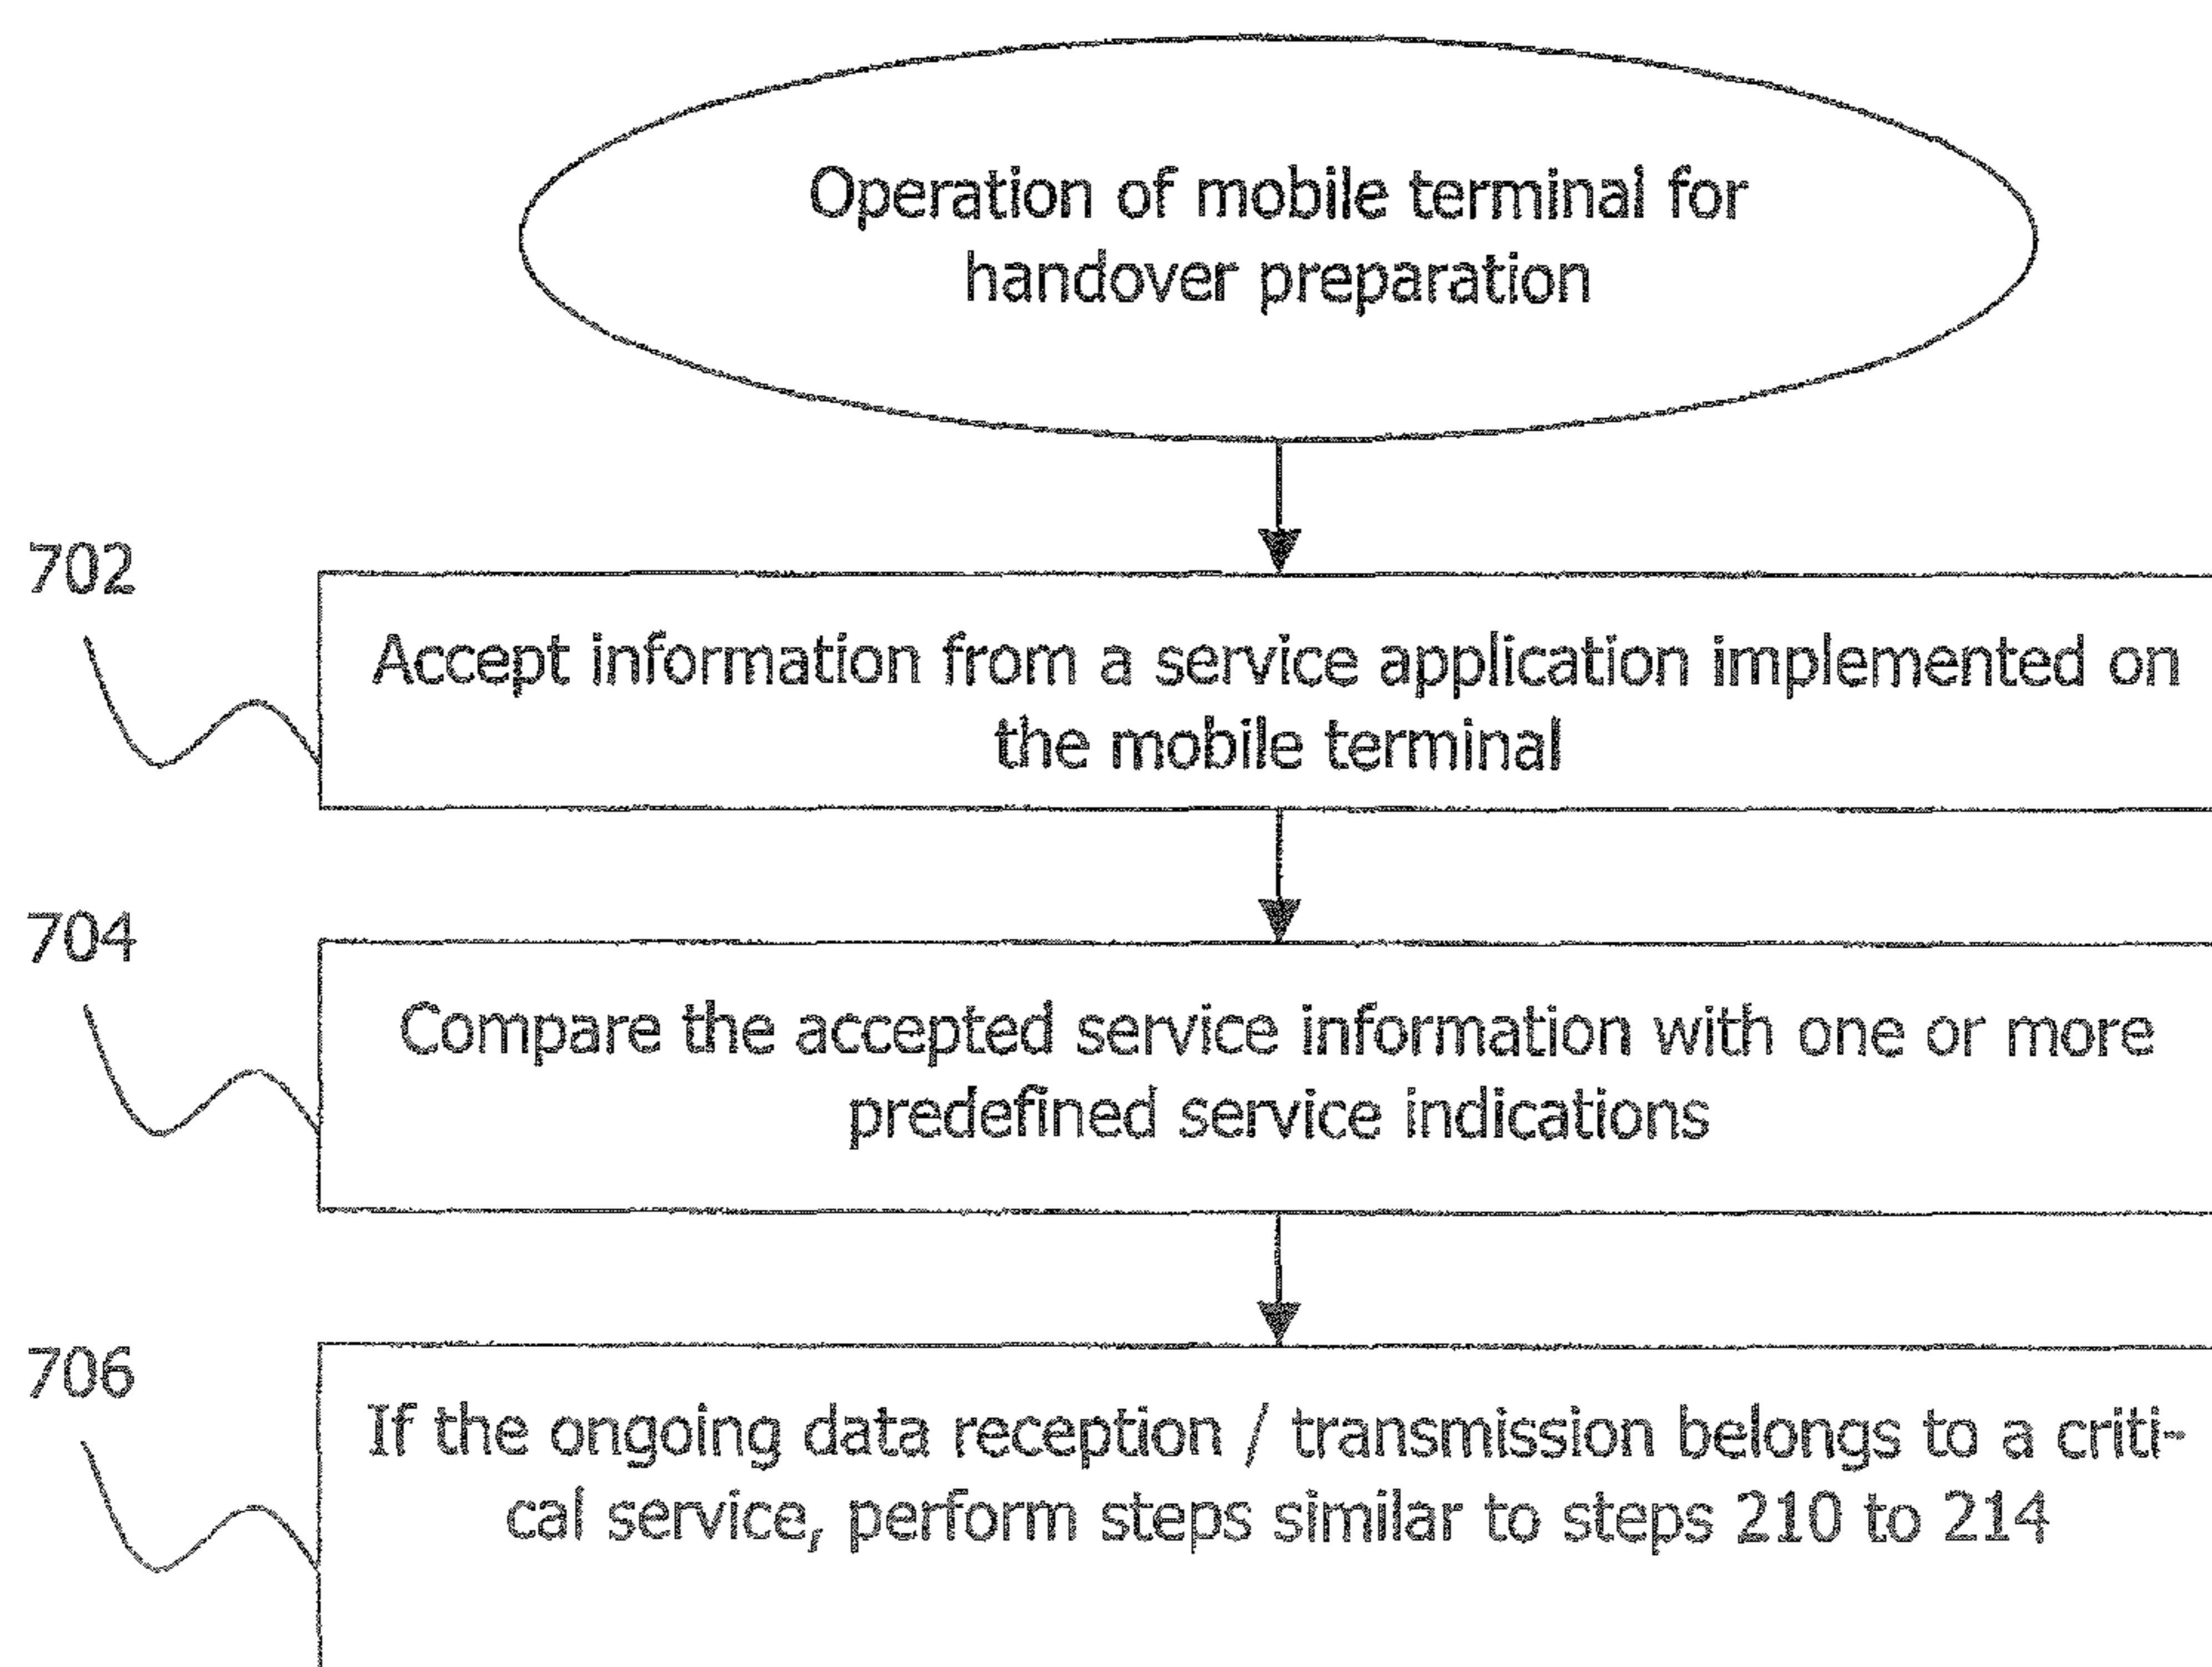 Operation of mobile terminal for
handover preparation
702
Accept information from a service application implemented on
the mobile terminal
704
Compare the accepted service information with one or more
predefined service indications
706
If the ongoing data reception / transmission belongs to a criti-
cal service, perform steps similar to steps 210 to 214